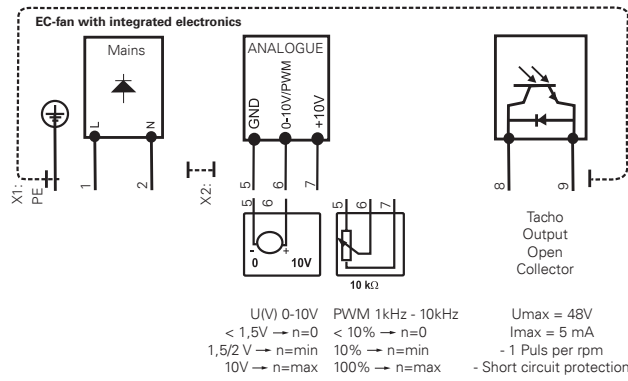 EC-fan with integrated electronics
Mains
ANALOGUE
L
N
GND
0-10V/PWM
+10V
X1:
PE
1
2
X2:
5
6
7
8
9
5
6
5
6
7
- +
0 10V
10 kΩ
Tacho
Output
Open
Collector
U(V) 0-10V PWM 1kHz - 10kHz
< 1,5V → n=0 < 10% → n=0
1,5/2 V → n=min 10% → n=min
10V → n=max 100% → n=max
Umax = 48V
Imax = 5 mA
- 1 Puls per rpm
- Short circuit protection